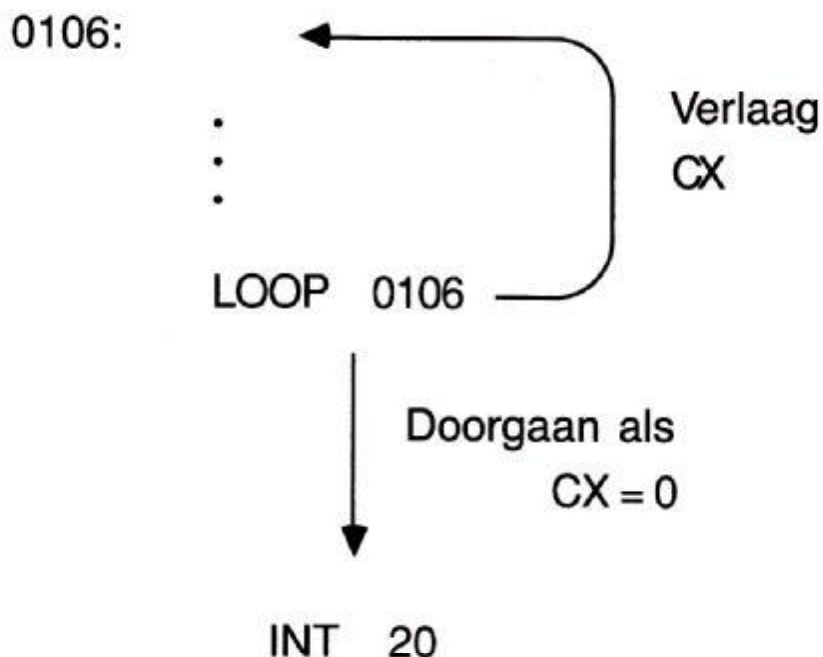 0106:
Verlaag
CX
LOOP 0106
Doorgaan als
CX = 0
INT 20